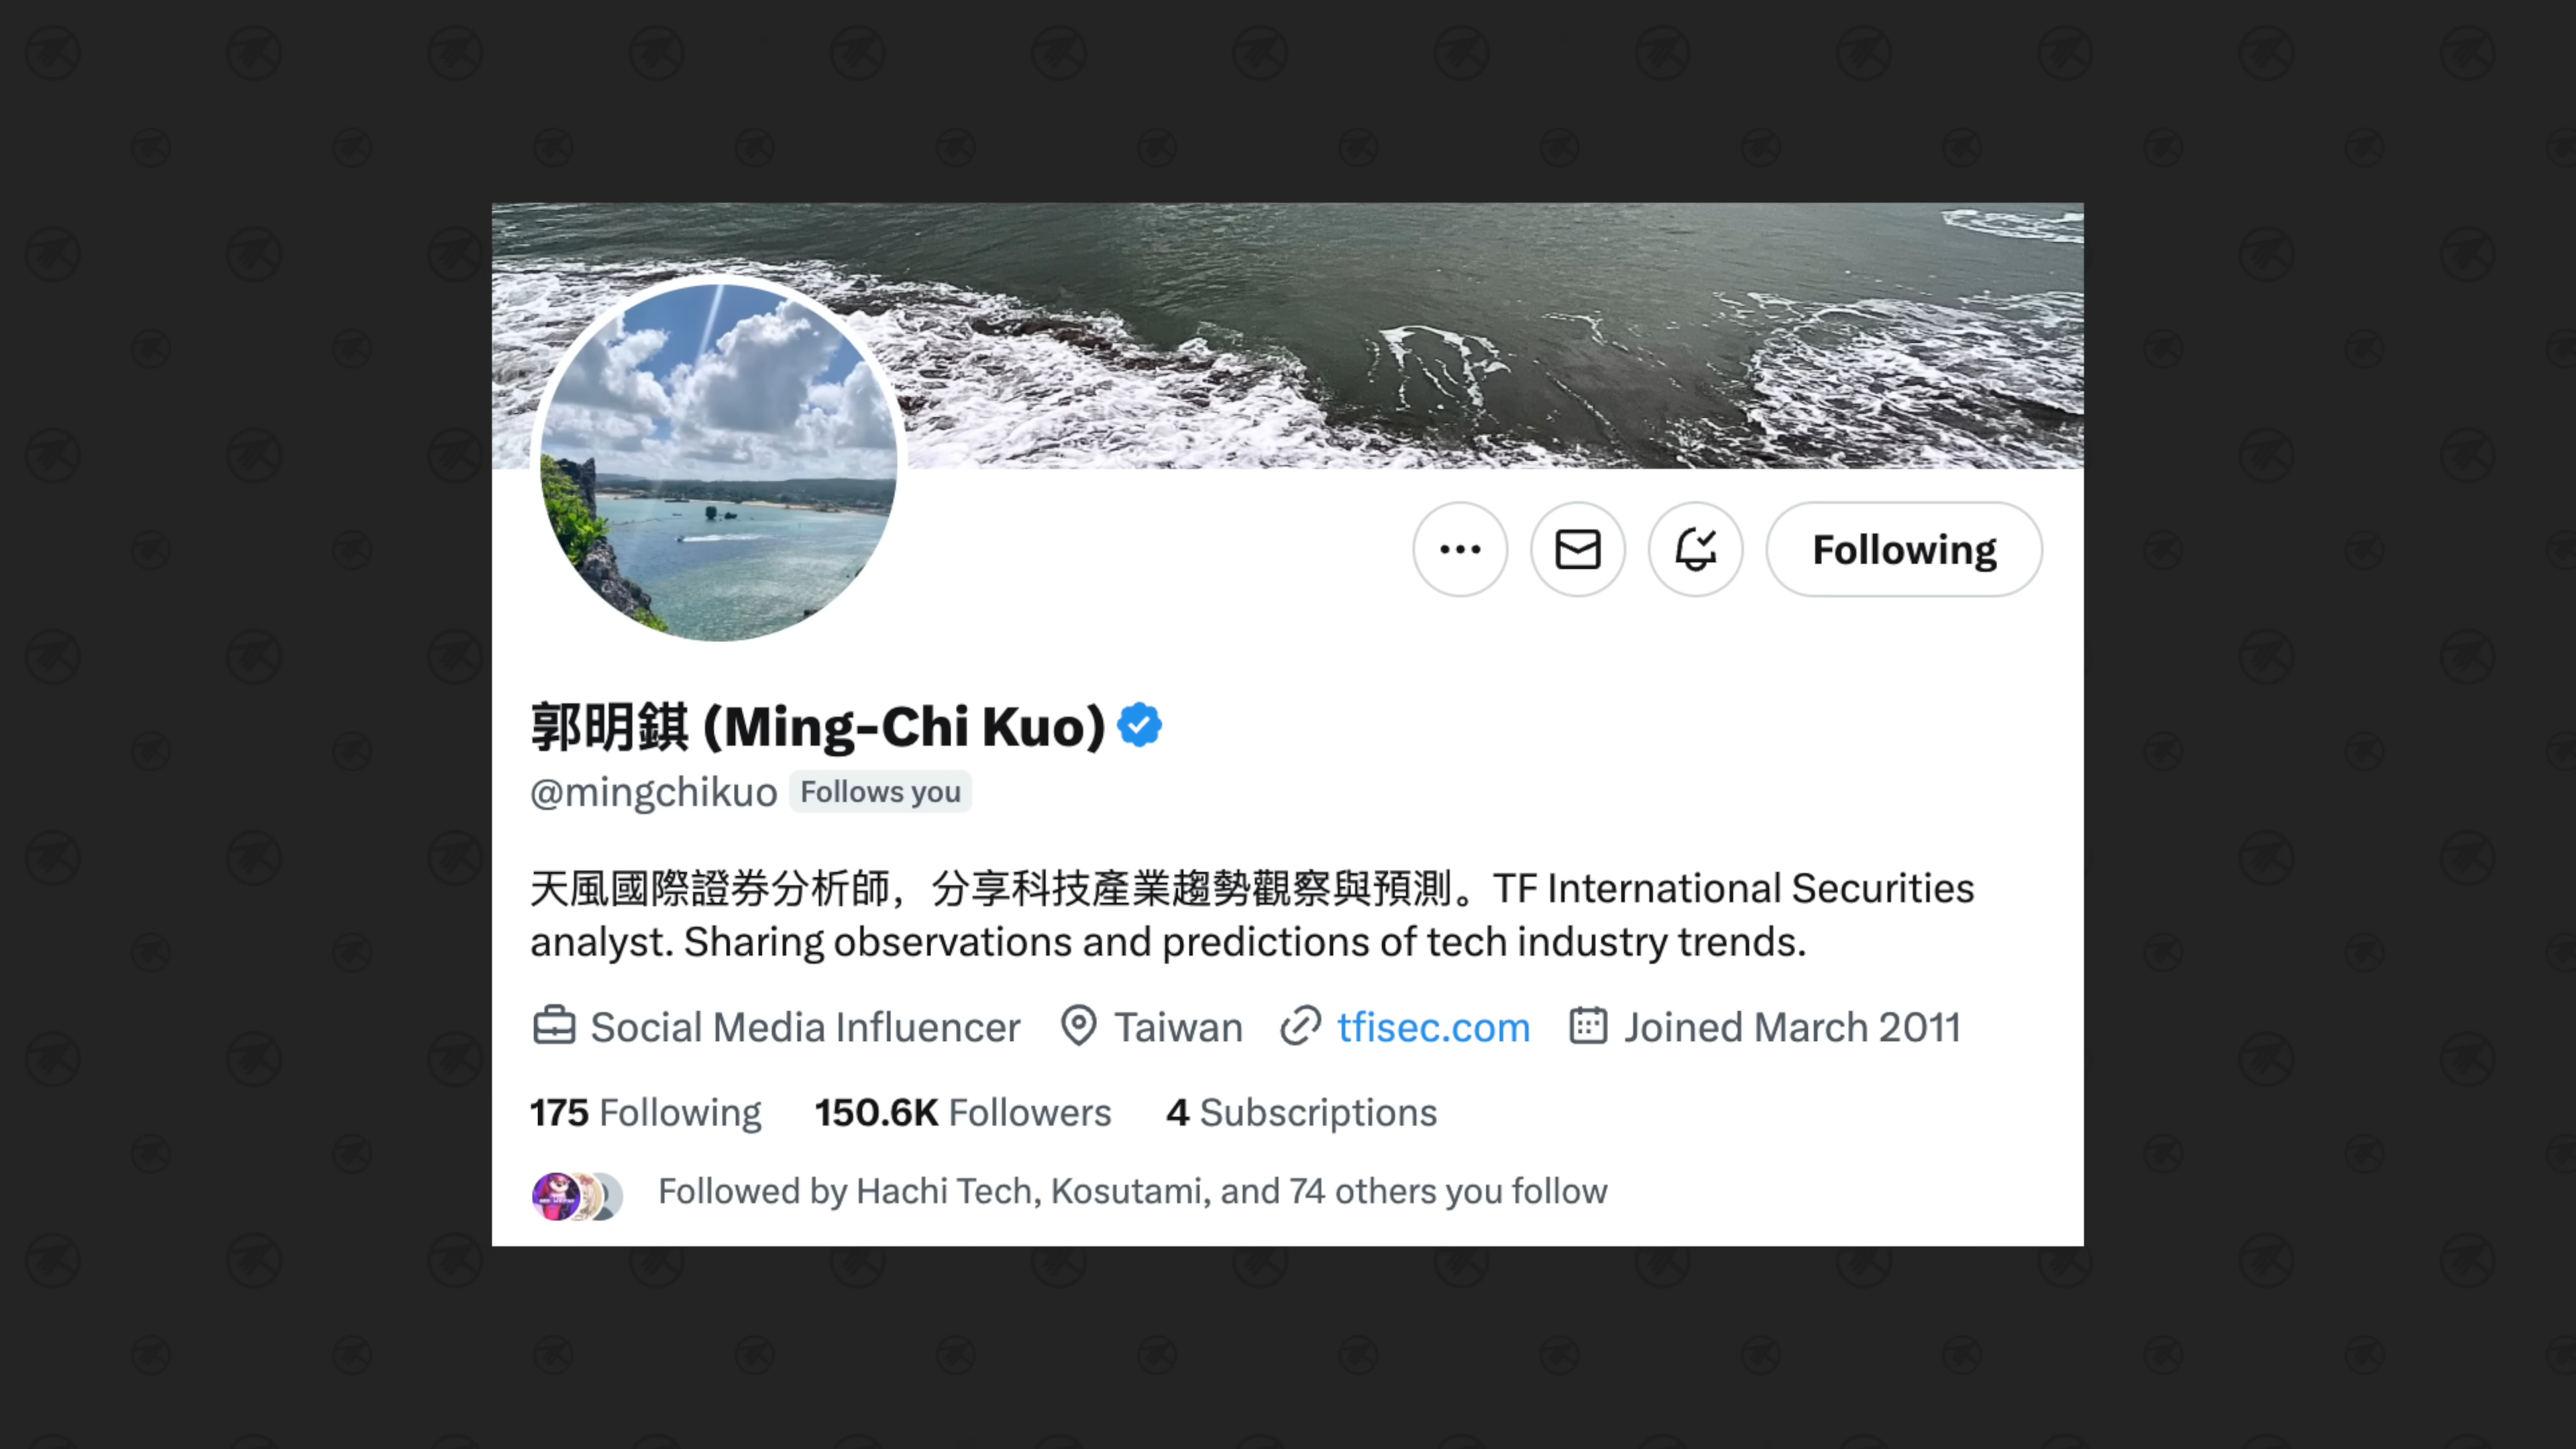 Following
郭明錤 (Ming-Chi Kuo)
@mingchikuo Follows you
天風國際證券分析師，分享科技產業趨勢觀察與預測。TF International Securities
analyst. Sharing observations and predictions of tech industry trends.
Social Media Influencer Taiwan tfisec.com Joined March 2011
175 Following 150.6K Followers 4 Subscriptions
Followed by Hachi Tech, Kosutami, and 74 others you follow